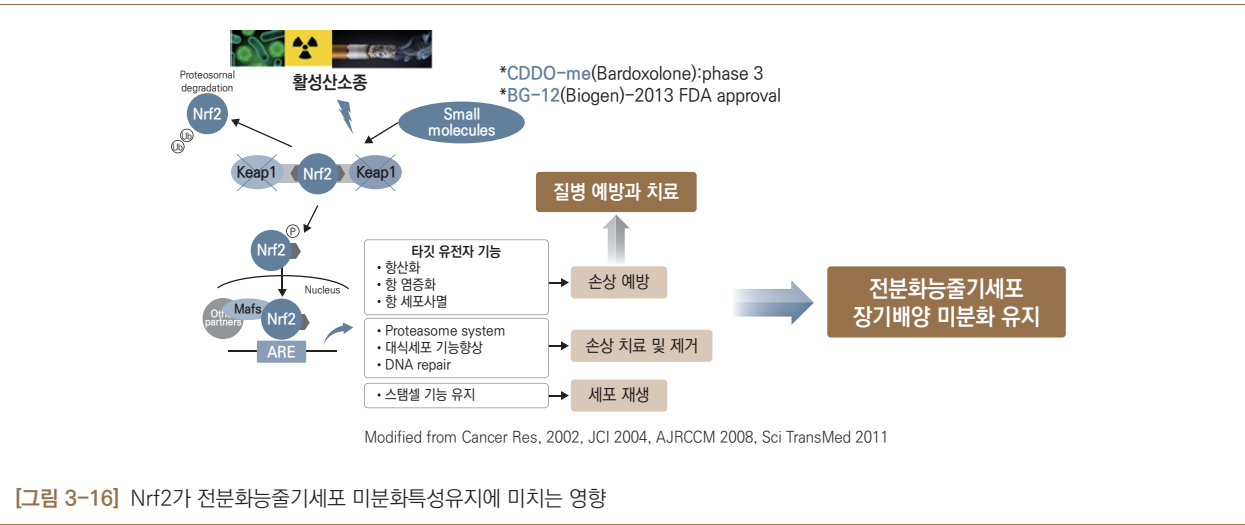 활성산소종
*CDDO-me(Bardoxolone):phase 3
*BG-12(Biogen)-2013 FDA approval
Proteosornal
degradation
Nrf2
Ub
Ub
Small
molecules
Keap1
Nrf2
Keap1
질병 예방과 치료
P
Nrf2
Nucleus
Mafs
partners
Nrf2
ARE
타깃 유전자 기능
• 항산화
• 항 염증화
• 항 세포사멸
손상 예방
• Proteasome system
• 대식세포 기능향상
• DNA repair
손상 치료 및 제거
• 스탬셀 기능 유지
세포 재생
전분화능줄기세포
장기배양 미분화 유지
Modified from Cancer Res, 2002, JCI 2004, AJRCCM 2008, Sci TransMed 2011
[그림 3-16] Nrf2가 전분화능줄기세포 미분화특성유지에 미치는 영향